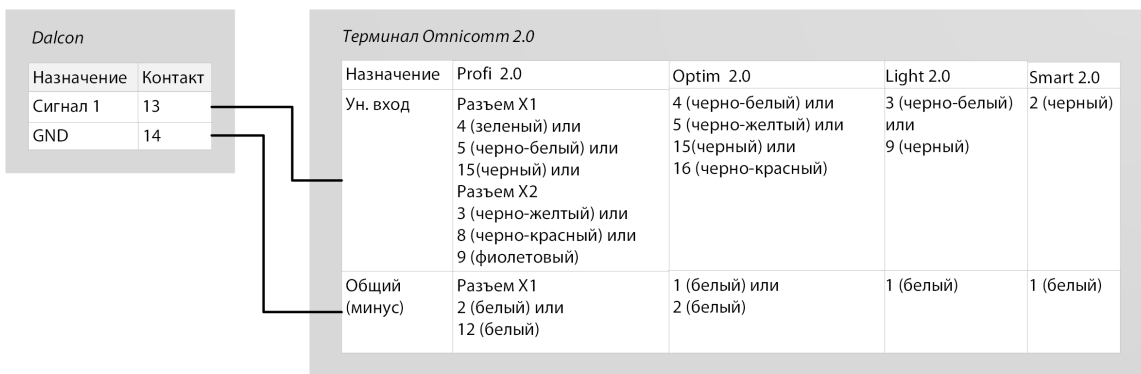 Dalcon
Назначение Контакт
Сигнал 1 13
GND 14
Терминал Omnicomm 2.0
Назначение Profi 2.0 Optim 2.0 Light 2.0 Smart 2.0
Ун. вход Разъем X1 4 (черно-белый) или 3 (черно-белый) 2 (черный)
4 (зеленый) или 5 (черно-желтый) или или
5 (черно-белый) или 15(черный) или 9 (черный)
15(черный) или 16 (черно-красный)
Разъем X2
3 (черно-желтый) или
8 (черно-красный) или
9 (фиолетовый)
Общий Разъем X1 1 (белый) или 1 (белый) 1 (белый)
(минус) 2 (белый) или 2 (белый)
12 (белый)